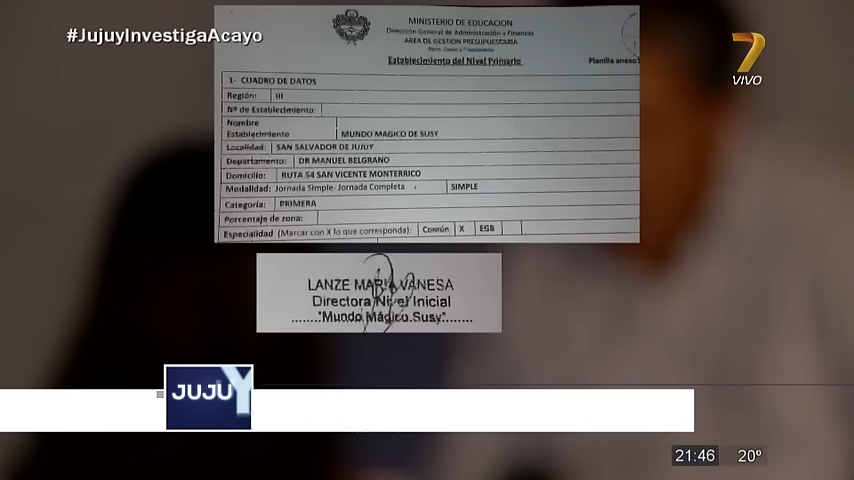 #JujuyInvestigaAcayo
7
VIVO
MINISTERIO DE EDUCACION
Dirección General de Administración y Finanzas
AREA DE GESTION PRESUPUESTARIA
Establecimiento del Nivel Primario
Planilla anexo1
1- CUADRO DE DATOS
Región: III
Nº de Establecimiento
Nombre
Establecimiento MUNDO MAGICO DE SUSY
Localidad: SAN SALVADOR DE JUJUY
Departamento: DR MANUEL BELGRANO
Domicilio: RUTA 54 SAN VICENTE MONTERRICO
Modalidad: Jornada Simple- Jornada Completa SIMPLE
Categoría: PRIMERA
Porcentaje de zona:
Especialidad (Marcar con X lo que corresponda): Común X EGB
LANZE MARIA VANESA
Directora Nivel Inicial
........"Mundo Mágico Susy"........
JUJUY
21:46 20º